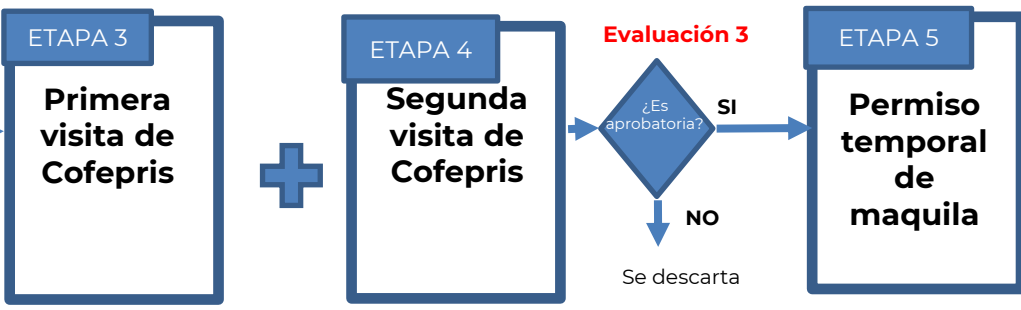 ETAPA 3
Primera
visita de
Cofepris
ETAPA 4
Segunda
visita de
Cofepris
Evaluación 3
¿Es
aprobatoria?
SI
NO
Se descarta
ETAPA 5
Permiso
temporal
de
maquila